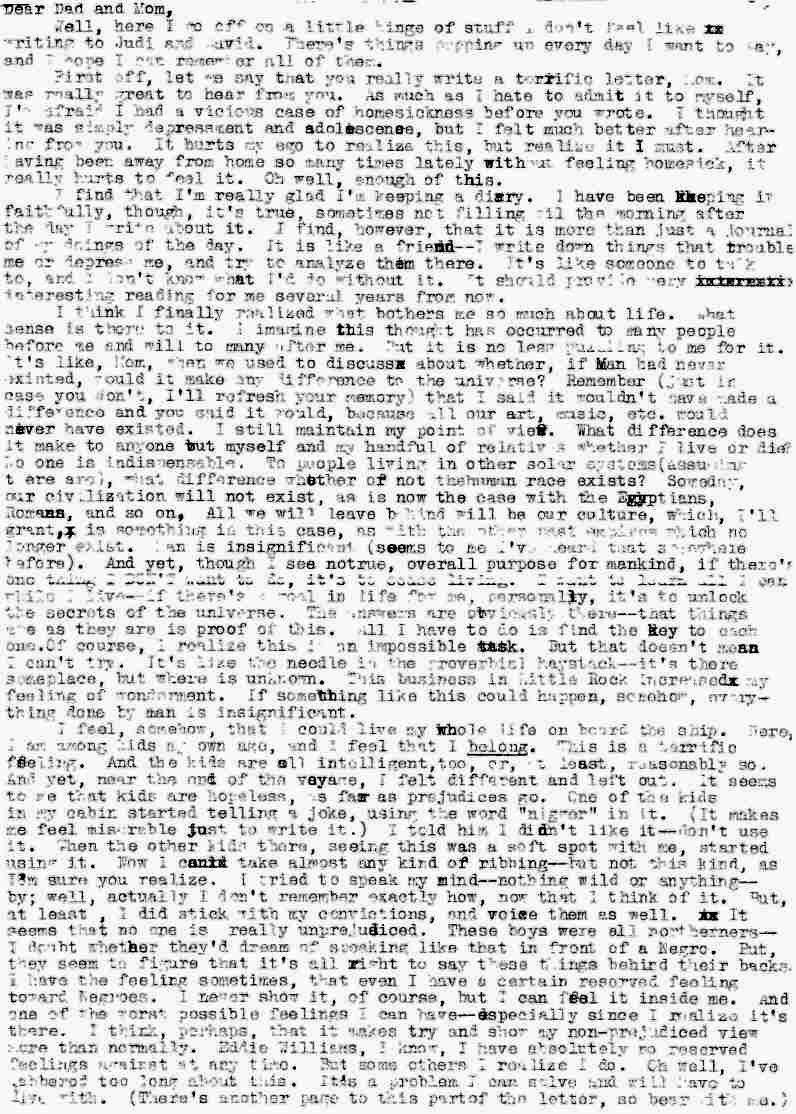 Dear Dad and Mom,
Well, here I go off on a little binge of stuff I don't feel like xx
writing to Judi and David. There's things popping up every day I want to say,
and I hope I can remember all of them.
First off, let me say that you really write a terrific letter, Mom. It
was really great to hear from you. As much as I hate to admit it to myself,
I'm afraid I had a vicious case of homesickness before you wrote. I thought
it was simply depressment and adolescence, but I felt much better after hear-
ing from you. It hurts my ego to realize this, but realize it I must. After
having been away from home so many times lately without feeling homesick, it
really hurts to feel it. Oh well, enough of this.
I find that I'm really glad I'm keeping a diary. I have been keeping it
faithfully, though, it's true, sometimes not filling til the morning after
the day I write about it. I find, however, that it is more than just a journal
of my doings of the day. It is like a friend--I write down things that trouble
me or depress me, and try to analyze them there. It's like someone to talk
to, and I don't know what I'd do without it. It should provide very
interesting reading for me several years from now.
I think I finally realized what bothers me so much about life. What
sense is there to it. I imagine this thought has occurred to many people
before me and will to many after me. But it is no less puzzling to me for it.
It's like, Mom, when we used to discussx about whether, if Man had never
existed, would it make any difference to the universe? Remember (just in
case you don't, I'll refresh your memory) that I said it wouldn't have made a
difference and you said it would, because all our art, music, etc. would
never have existed. I still maintain my point of view. What difference does
it make to anyone but myself and my handful of relatives whether I live or die?
No one is indispensable. To people living in other solar systems(assuming
there are), what difference whether of not thehuman race exists? Someday,
our civilization will not exist, as is now the case with the Egyptians,
Romans, and so on. All we will leave behind will be our culture, which, I'll
grant, is something in this case, as with the other past empires which no
longer exist. Man is insignificant (seems to me I've heard that somewhere
before). And yet, though I see notrue, overall purpose for mankind, if there's
one thing I DON'T want to do, it's to cease living. I want to learn all I can
while I live--if there's a goal in life for me, personally, it's to unlock
the secrets of the universe. The answers are obviously there--that things
are as they are is proof of this. All I have to do is find the key to each
one.Of course, I realize this is an impossible task. But that doesn't mean
I can't try. It's like the needle in the proverbial haystack--it's there
someplace, but where is unknown. This business in Little Rock increasedx my
feeling of wonderment. If something like this could happen, somehow, every-
thing done by man is insignificant.
I feel, somehow, that I could live my whole life on board the ship. Here,
I am among kids my own age, and I feel that I belong. This is a terrific
feeling. And the kids are all intelligent,too, or, at least, reasonably so.
And yet, near the end of the voyage, I felt different and left out. It seems
to me that kids are hopeless, as far as prejudices go. One of the kids
in my cabin started telling a joke, using the word "nigger" in it. (It makes
me feel miserable just to write it.) I told him I didn't like it--don't use
it. Then the other kids there, seeing this was a soft spot with me, started
using it. Now I can take almost any kind of ribbing--but not this kind, as
I'm sure you realize. I tried to speak my mind--nothing wild or anything--
by; well, actually I don't remember exactly how, now that I think of it. But,
at least , I did stick with my convictions, and voice them as well. xx It
seems that no one is really unprejudiced. These boys were all northerners--
I doubt whether they'd dream of speaking like that in front of a Negro. But,
they seem to figure that it's all right to say these things behind their backs.
I have the feeling sometimes, that even I have a certain reserved feeling
toward Negroes. I never show it, of course, but I can feel it inside me. And
one of the worst possible feelings I can have--especially since I realize it's
there. I think, perhaps, that it makes try and show my non-prejudiced view
more than normally. Eddie Williams, I know, I have absolutely no reserved
feelings against at any time. But some others I realize I do. Oh well, I've
jabbered too long about this. Itis a problem I can solve and will have to
live with. (There's another page to this partof the letter, so bear with me.)